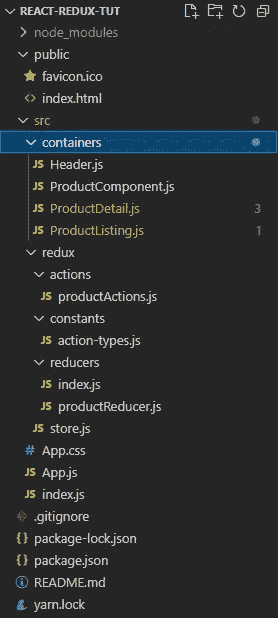 REACT-REDUX-TUT
node_modules
public
favicon.ico
index.html
src
containers
JS Header.js
JS ProductComponent.js
JS ProductDetail.js 3
JS ProductListing.js 1
redux
actions
JS productActions.js
constants
JS action-types.js
reducers
JS index.js
JS productReducer.js
JS store.js
# App.css
JS App.js
JS index.js
.gitignore
{} package-lock.json
{} package.json
README.md
yarn.lock